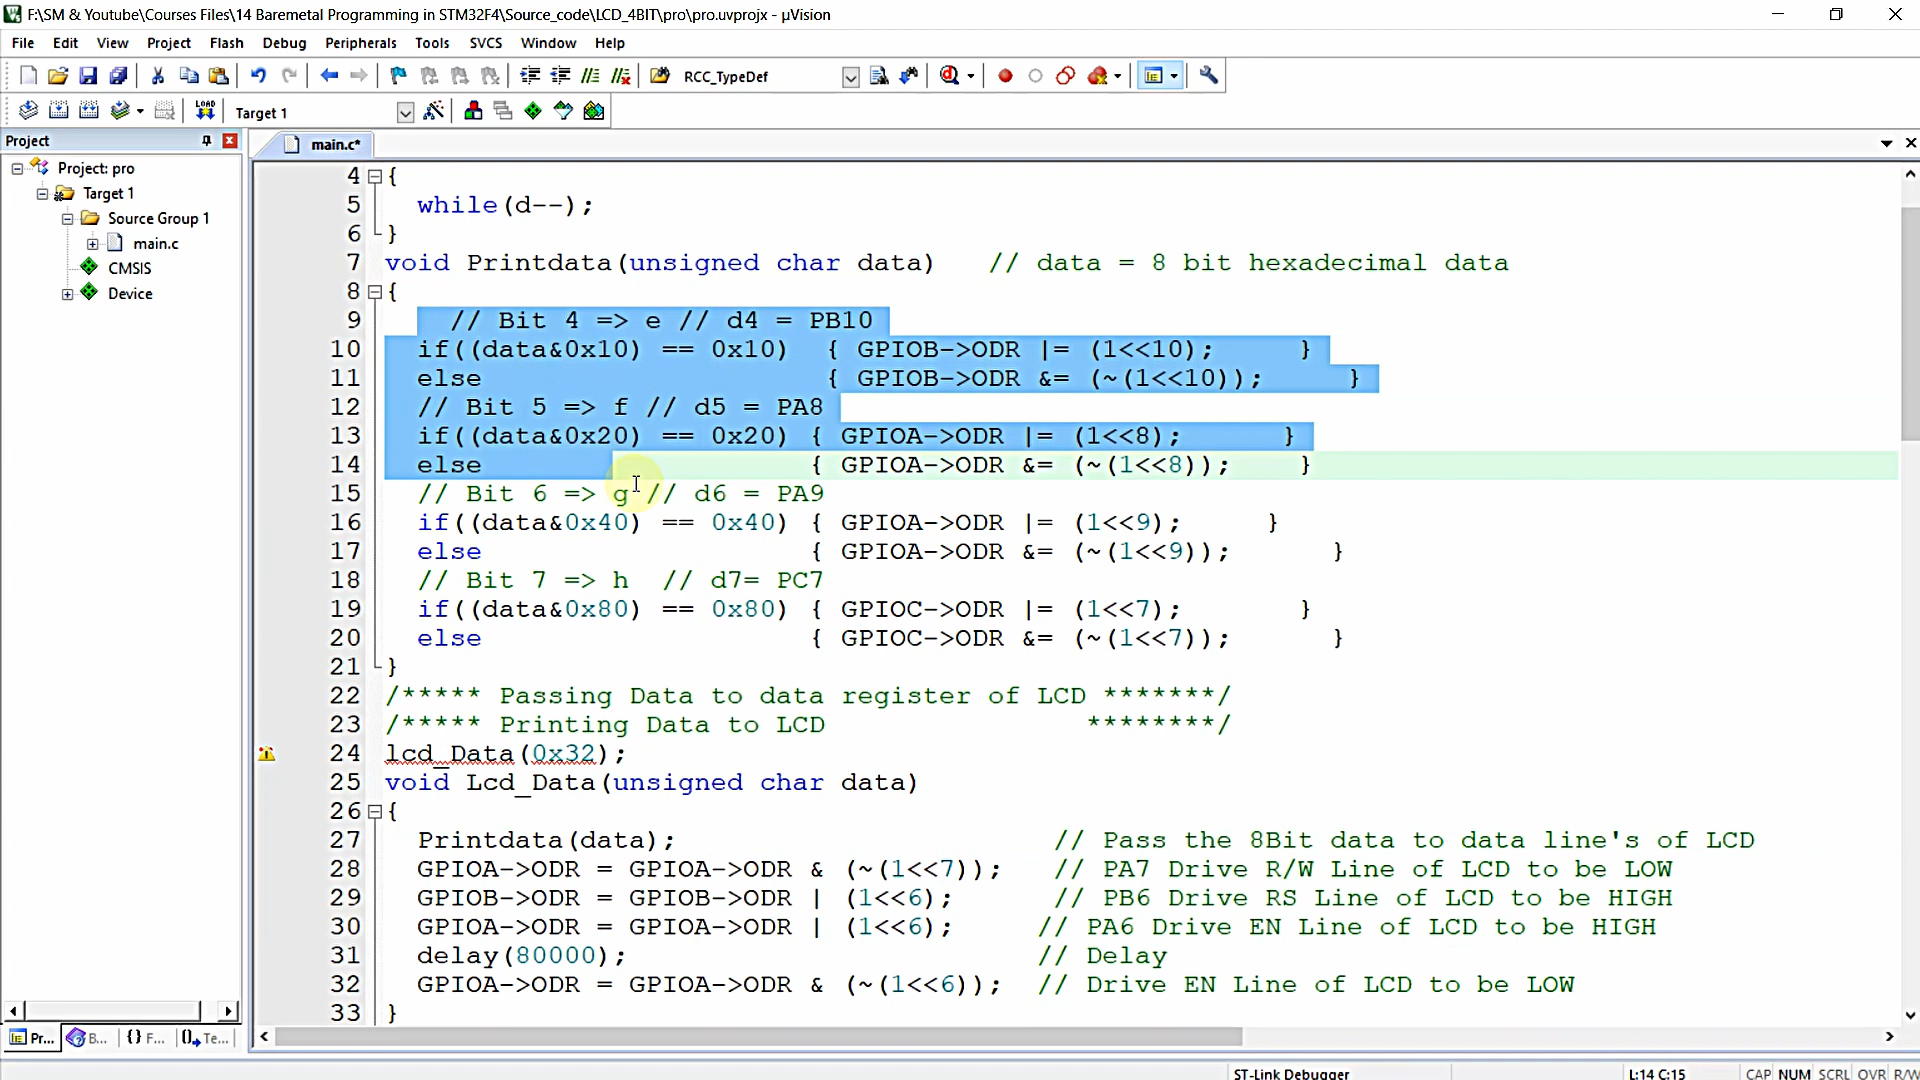 F:\SM & Youtube\Courses Files\14 Baremetal Programming in STM32F4\Source_code\LCD_4BIT\pro\pro.uvprojx - µVision
File Edit View Project Flash Debug Peripherals Tools SVCS Window Help
RCC_TypeDef
LOAD Target 1
Project
main.c*
Project: pro
Target 1
Source Group 1
main.c
CMSIS
Device
4 {
5 while(d--);
6 }
7 void Printdata(unsigned char data) // data = 8 bit hexadecimal data
8 {
9 // Bit 4 => e // d4 = PB10
10 if((data&0x10) == 0x10) { GPIOB->ODR |= (1<<10); }
11 else { GPIOB->ODR &= (~(1<<10)); }
12 // Bit 5 => f // d5 = PA8
13 if((data&0x20) == 0x20) { GPIOA->ODR |= (1<<8); }
14 else { GPIOA->ODR &= (~(1<<8)); }
15 // Bit 6 => g // d6 = PA9
16 if((data&0x40) == 0x40) { GPIOA->ODR |= (1<<9); }
17 else { GPIOA->ODR &= (~(1<<9)); }
18 // Bit 7 => h // d7= PC7
19 if((data&0x80) == 0x80) { GPIOC->ODR |= (1<<7); }
20 else { GPIOC->ODR &= (~(1<<7)); }
21 }
22 /***** Passing Data to data register of LCD *******/
23 /***** Printing Data to LCD ********/
24 lcd_Data(0x32);
25 void Lcd_Data(unsigned char data)
26 {
27 Printdata(data); // Pass the 8Bit data to data line's of LCD
28 GPIOA->ODR = GPIOA->ODR & (~(1<<7)); // PA7 Drive R/W Line of LCD to be LOW
29 GPIOB->ODR = GPIOB->ODR | (1<<6); // PB6 Drive RS Line of LCD to be HIGH
30 GPIOA->ODR = GPIOA->ODR | (1<<6); // PA6 Drive EN Line of LCD to be HIGH
31 delay(80000); // Delay
32 GPIOA->ODR = GPIOA->ODR & (~(1<<6)); // Drive EN Line of LCD to be LOW
33 }
Pr... B... {} F... Te...
ST-Link Debugger L:14 C:15 CAP NUM SCRL OVR R/W